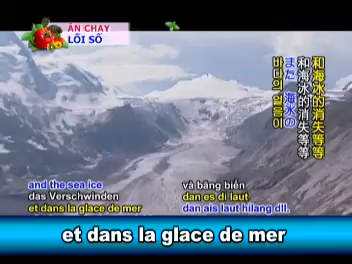 ĂN CHAY
LỐI SỐ
和海冰的消失等等
和海冰的消失等等
また 海氷の
바다의 얼음이
and the sea ice
das Verschwinden
et dans la glace de mer
và băng biển
dan es di laut
dan ais laut hilang dll.
et dans la glace de mer